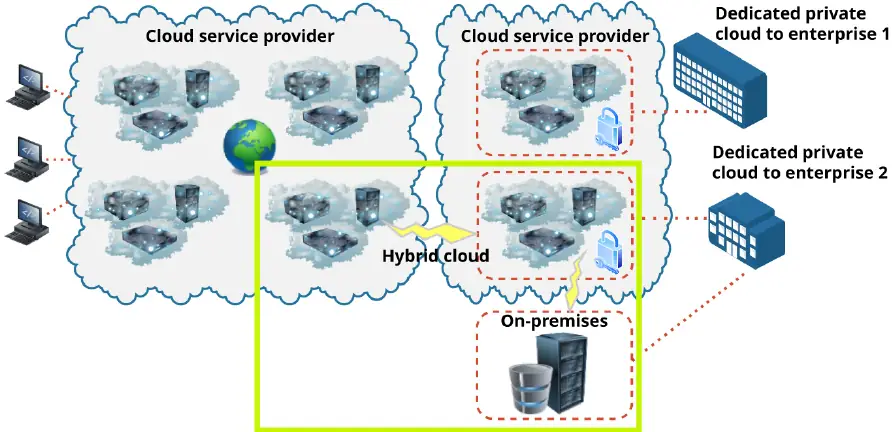 Cloud service provider
Cloud service provider
Dedicated private
cloud to enterprise 1
Dedicated private
cloud to enterprise 2
Hybrid cloud
On-premises